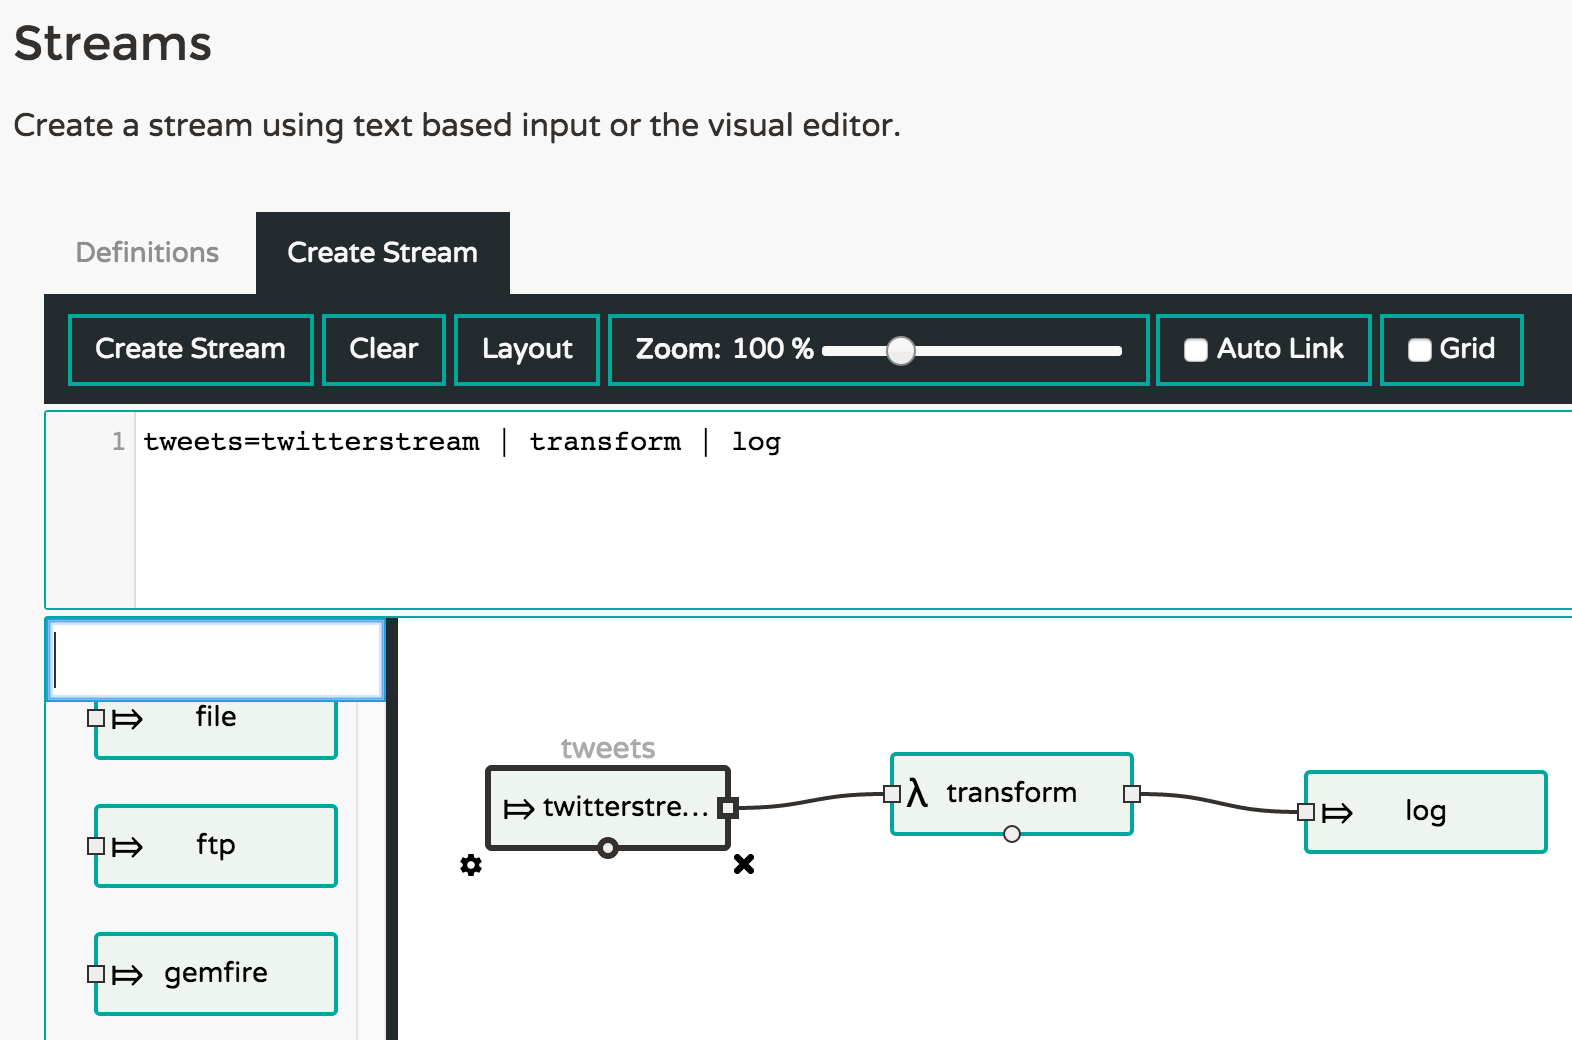 Streams
Create a stream using text based input or the visual editor.
Definitions
Create Stream
Create Stream
Clear
Layout
Zoom: 100 %
Auto Link
Grid
1 tweets=twitterstream | transform | log
file
ftp
gemfire
tweets
twitterstre...
λ transform
log